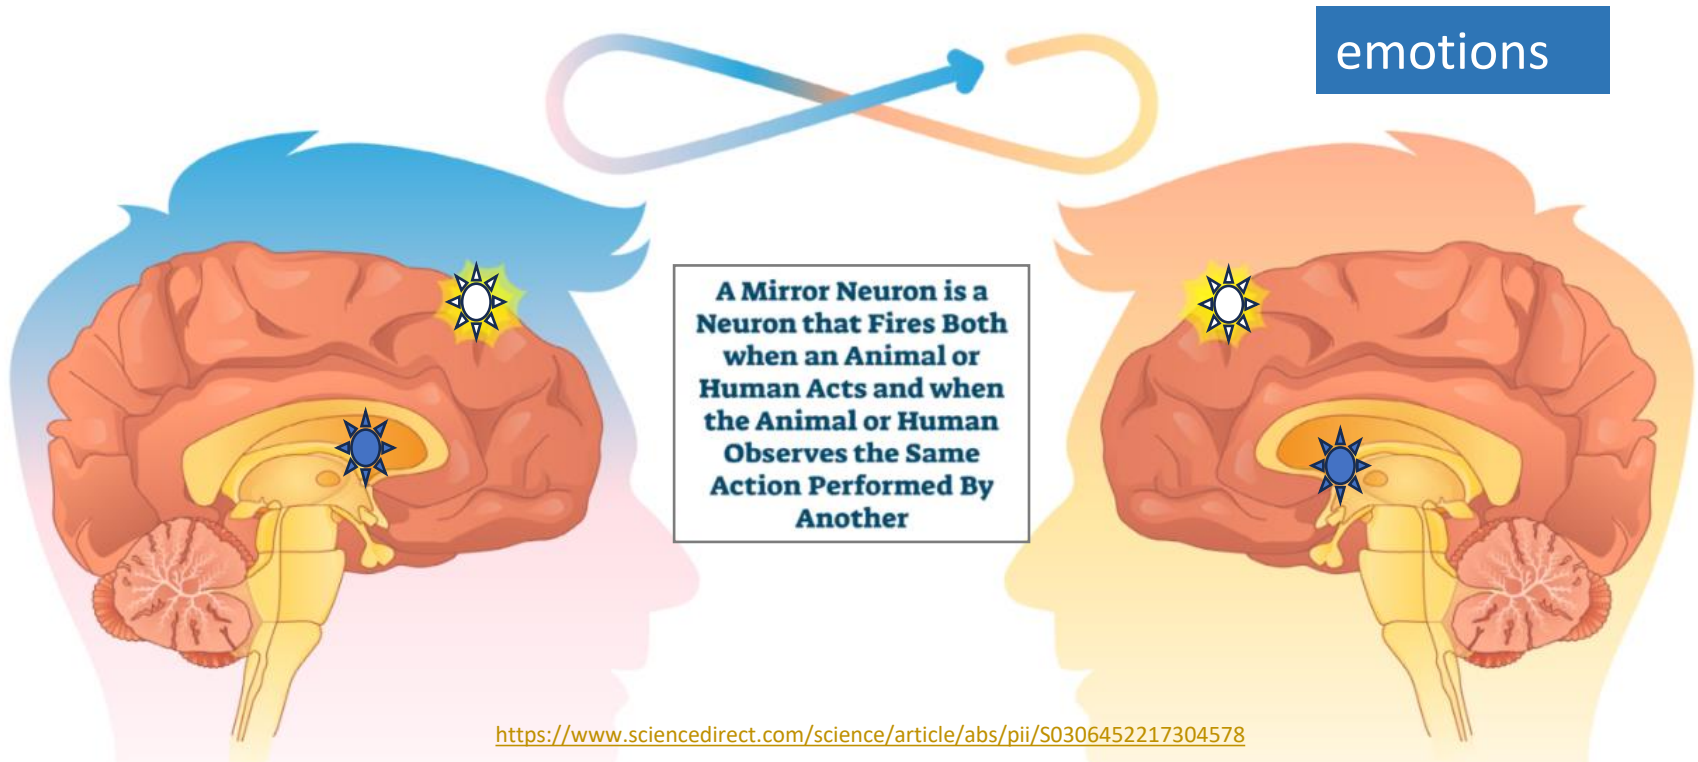 emotions
A Mirror Neuron is a
Neuron that Fires Both
when an Animal or
Human Acts and when
the Animal or Human
Observes the Same
Action Performed By
Another
https://www.sciencedirect.com/science/article/abs/pii/S0306452217304578